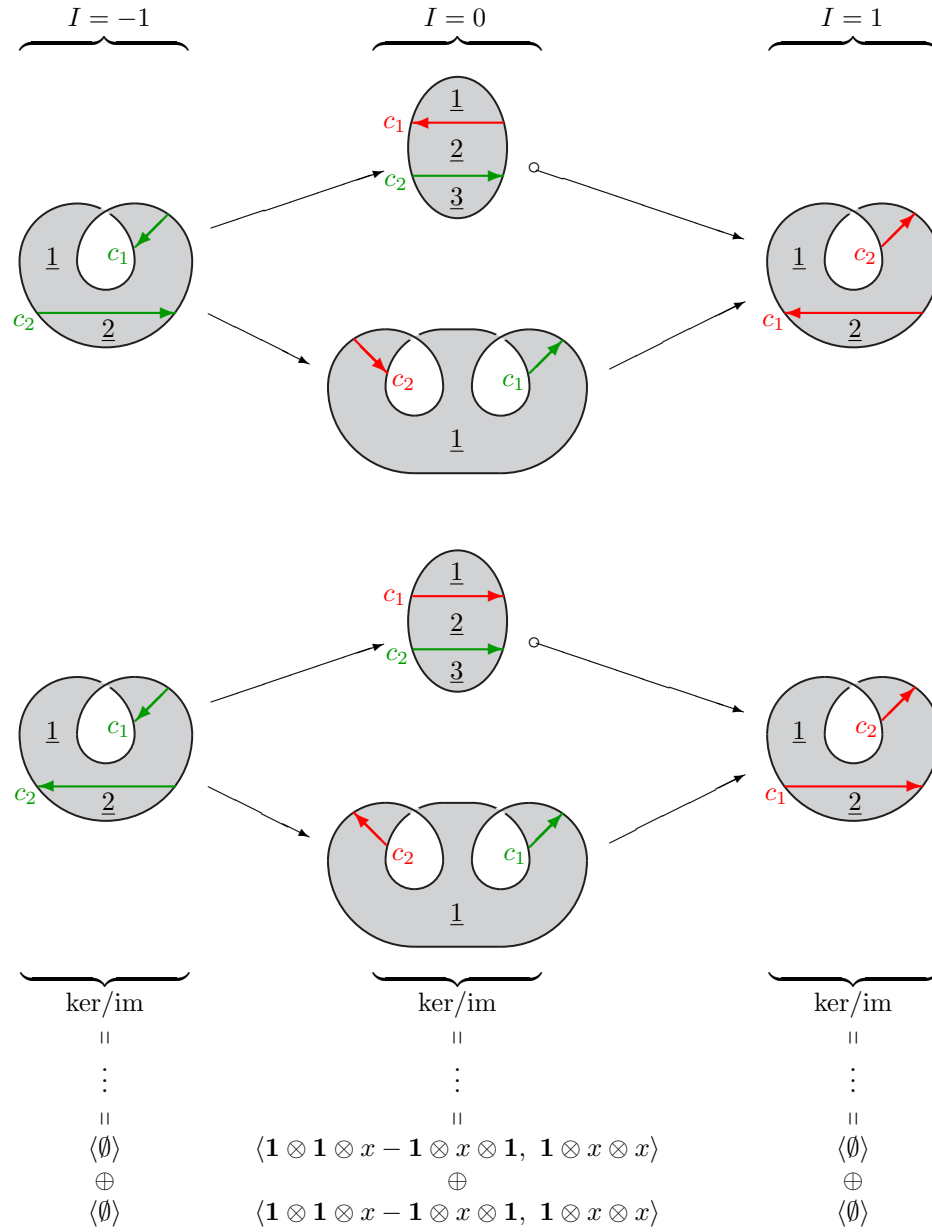 I = −1 I = 0 I = 1
1
c₁
2
c₂
3
1 c₁ 1 c₂
c₂ 2 c₁ 2
c₂ c₁
1
1
c₁
2
c₂
3
1 c₁ 1 c₂
c₂ 2 c₁ 2
c₂ c₁
1
ker/im ker/im ker/im
= = =
⋮ ⋮ ⋮
= = =
⟨∅⟩ ⟨𝟏 ⊗ 𝟏 ⊗ x − 𝟏 ⊗ x ⊗ 𝟏, 𝟏 ⊗ x ⊗ x⟩ ⟨∅⟩
⊕ ⊕ ⊕
⟨∅⟩ ⟨𝟏 ⊗ 𝟏 ⊗ x − 𝟏 ⊗ x ⊗ 𝟏, 𝟏 ⊗ x ⊗ x⟩ ⟨∅⟩